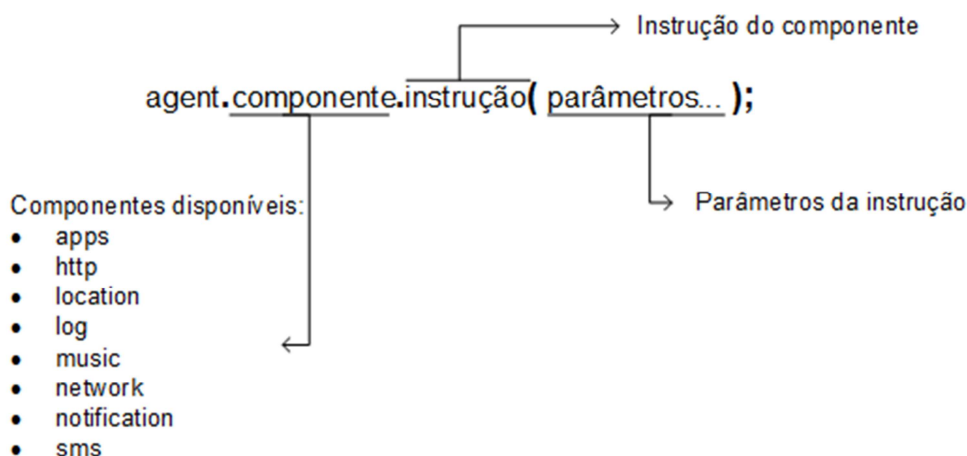 Instrução do componente
agent.componente.instrução( parâmetros... );
Parâmetros da instrução
Componentes disponíveis:
• apps
• http
• location
• log
• music
• network
• notification
• sms